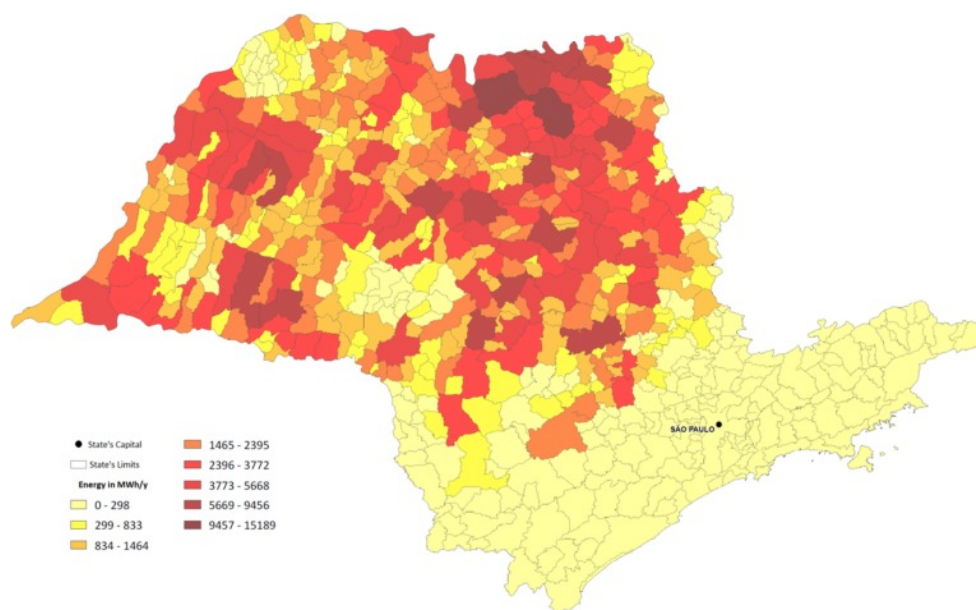 SÃO PAULO
State's Capital
State's Limits
Energy in MWh/y
0 - 298
299 - 833
834 - 1464
1465 - 2395
2396 - 3772
3773 - 5668
5669 - 9456
9457 - 15189